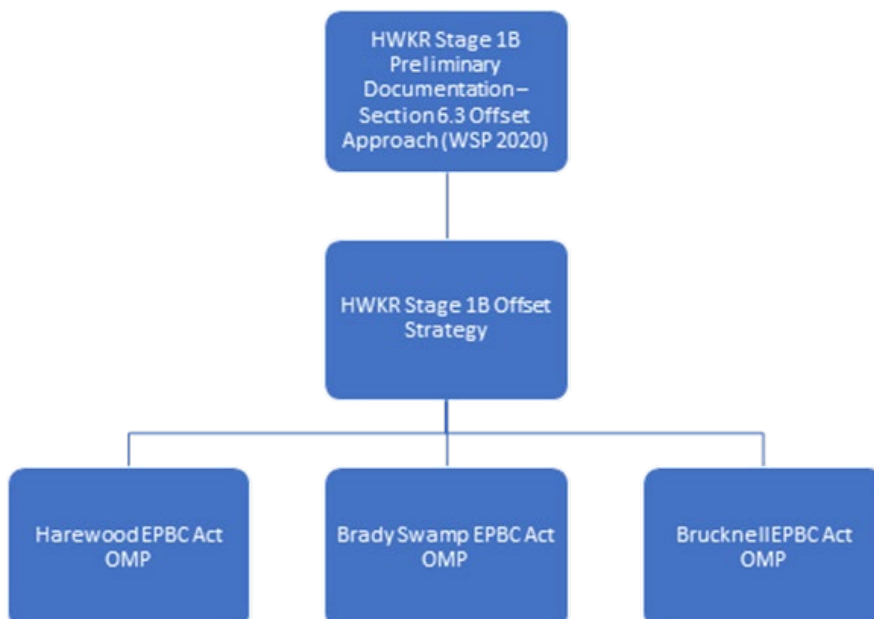 HWKR Stage 1B
Preliminary
Documentation –
Section 6.3 Offset
Approach (WSP 2020)
HWKR Stage 1B Offset
Strategy
Harewood EPBC Act
OMP
Brady Swamp EPBC Act
OMP
Brucknell EPBC Act
OMP